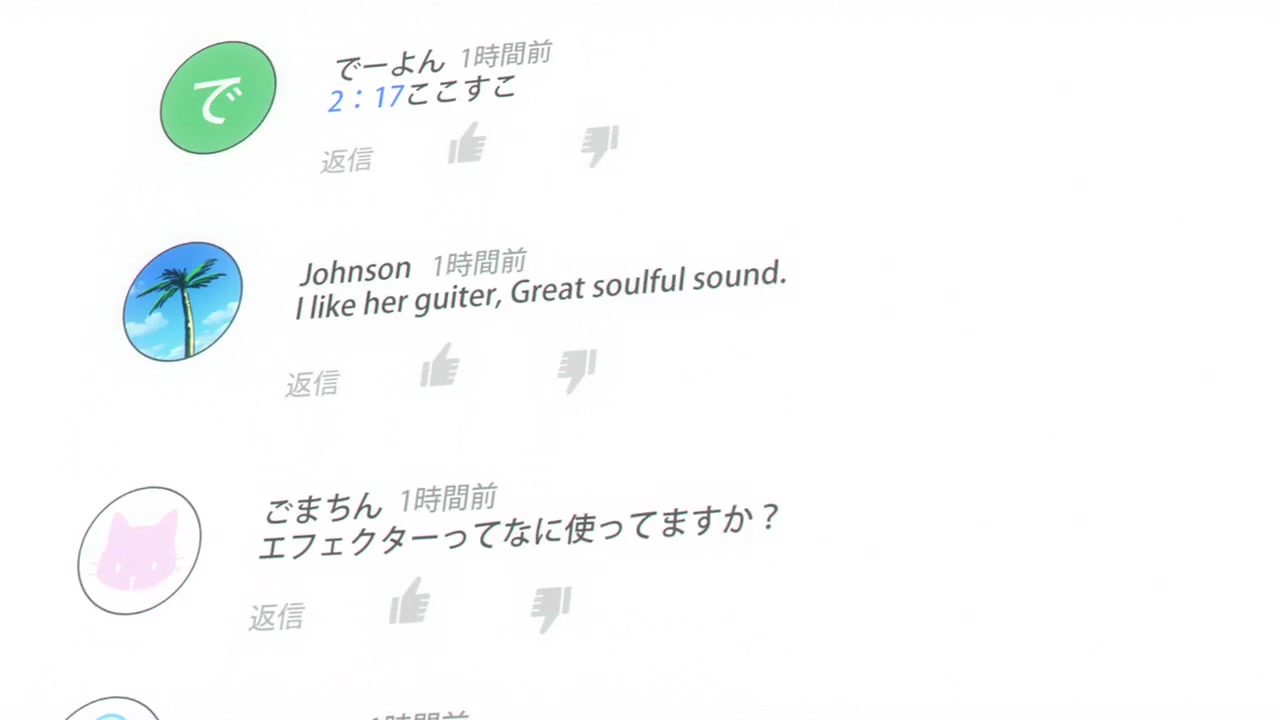 で
でーよん 1時間前
2：17ここすこ
返信
Johnson 1時間前
I like her guiter, Great soulful sound.
返信
ごまちん 1時間前
エフェクターってなに使ってますか？
返信
1時間前